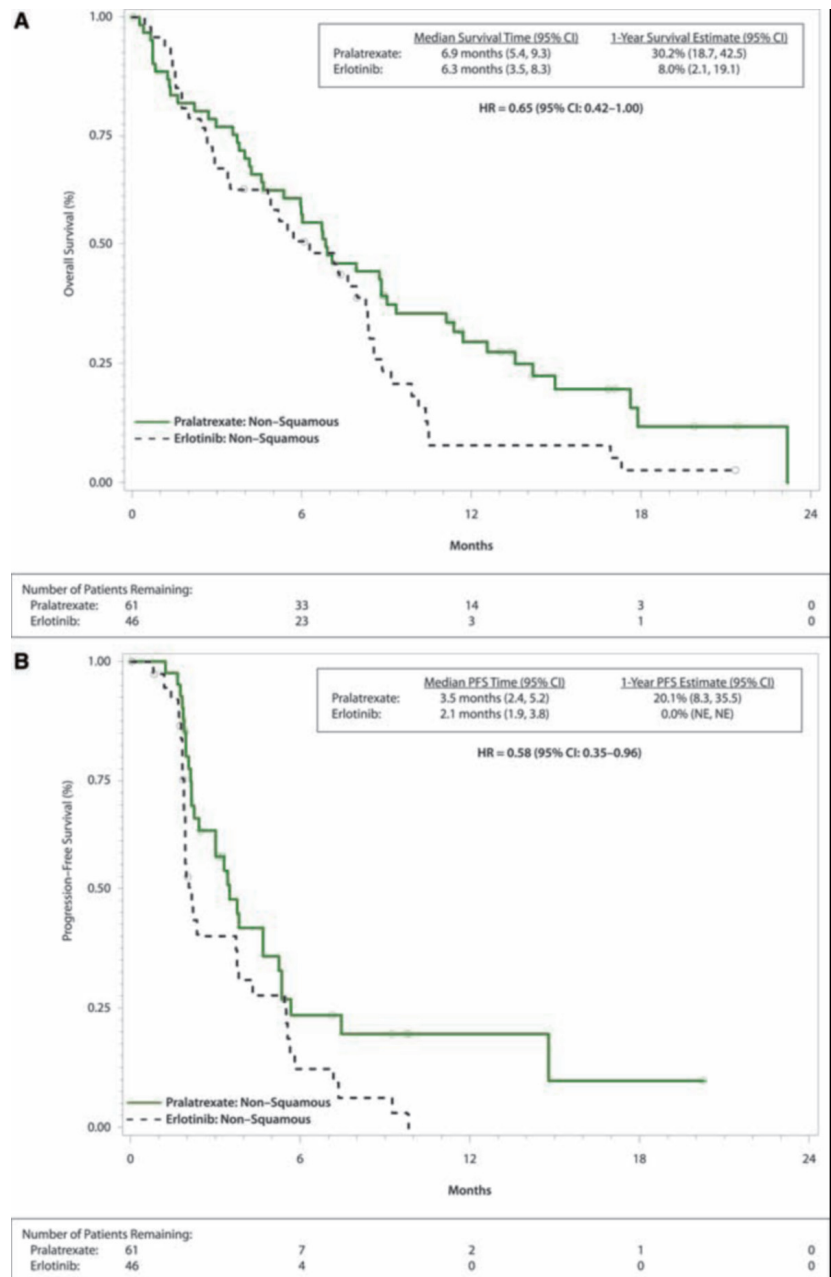 A
1.00
0.75
0.50
0.25
0.00
Overall Survival (%)
Median Survival Time (95% CI) 1-Year Survival Estimate (95% CI)
Pralatrexate: 6.9 months (5.4, 9.3) 30.2% (18.7, 42.5)
Erlotinib: 6.3 months (3.5, 8.3) 8.0% (2.1, 19.1)
HR = 0.65 (95% CI: 0.42–1.00)
Pralatrexate: Non–Squamous
Erlotinib: Non–Squamous
0 6 12 18 24
Months
Number of Patients Remaining:
Pralatrexate: 61 33 14 3 0
Erlotinib: 46 23 3 1 0
B
1.00
0.75
0.50
0.25
0.00
Progression–Free Survival (%)
Median PFS Time (95% CI) 1-Year PFS Estimate (95% CI)
Pralatrexate: 3.5 months (2.4, 5.2) 20.1% (8.3, 35.5)
Erlotinib: 2.1 months (1.9, 3.8) 0.0% (NE, NE)
HR = 0.58 (95% CI: 0.35–0.96)
Pralatrexate: Non–Squamous
Erlotinib: Non–Squamous
0 6 12 18 24
Months
Number of Patients Remaining:
Pralatrexate: 61 7 2 1 0
Erlotinib: 46 4 0 0 0